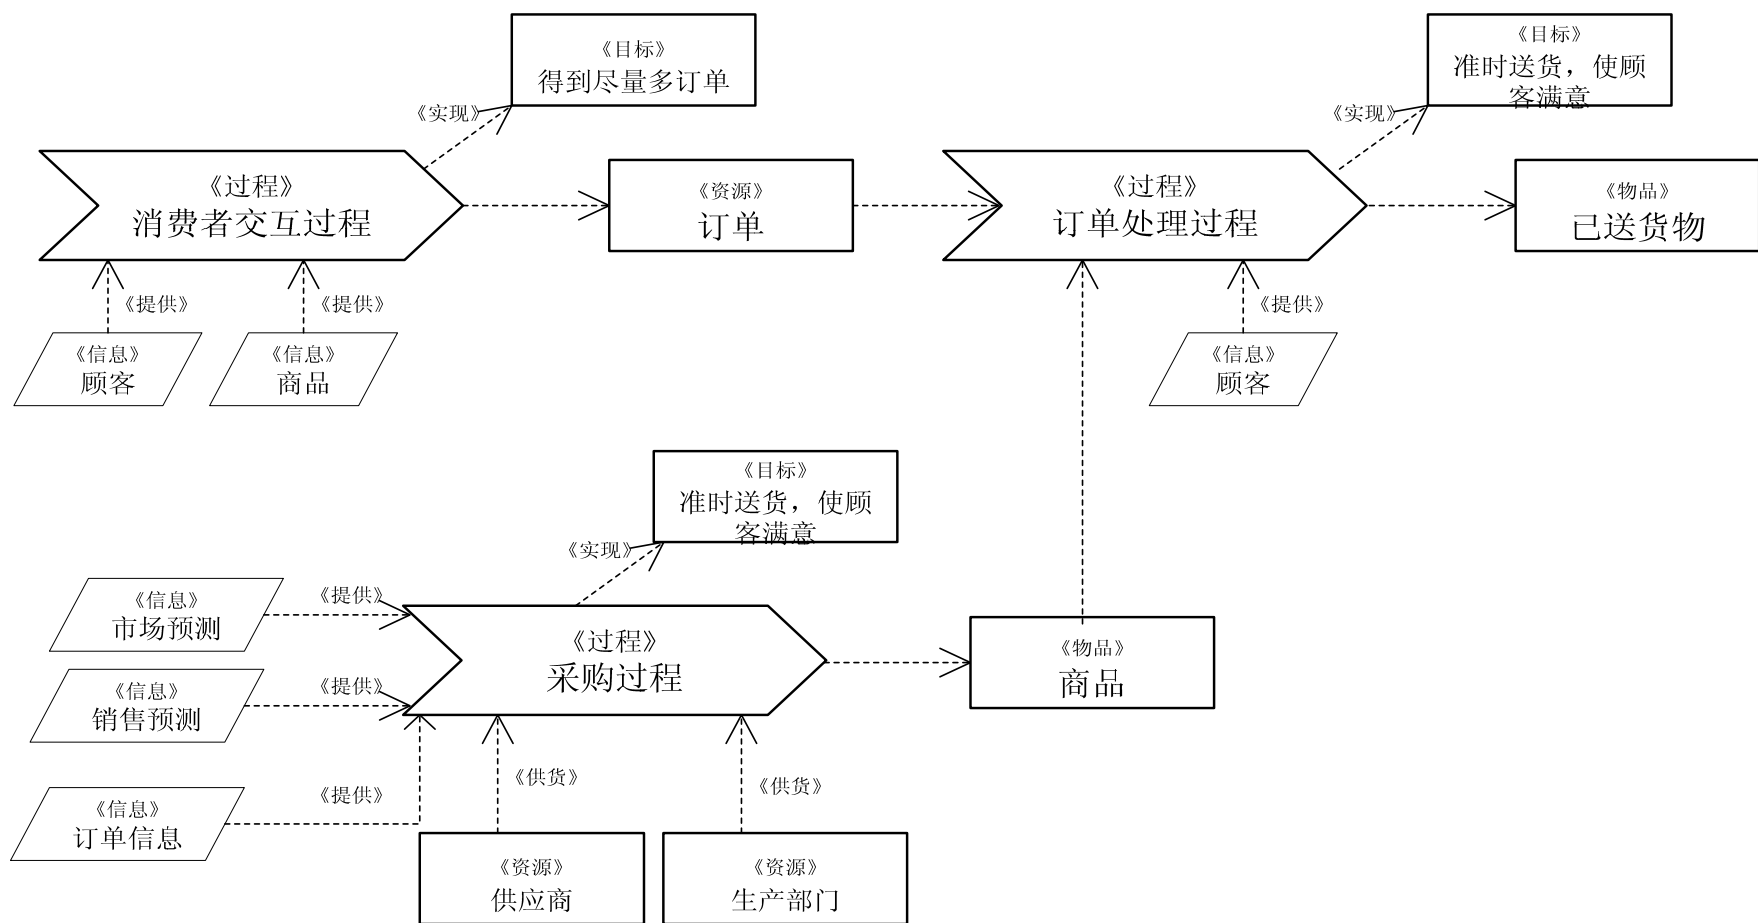 《目标》
得到尽量多订单
《实现》
《过程》
消费者交互过程
《资源》
订单
《提供》
《提供》
《信息》
顾客
《信息》
商品
《目标》
准时送货，使顾
客满意
《实现》
《过程》
订单处理过程
《物品》
已送货物
《提供》
《信息》
顾客
《目标》
准时送货，使顾
客满意
《实现》
《信息》
市场预测
《提供》
《过程》
采购过程
《物品》
商品
《信息》
销售预测
《提供》
《信息》
订单信息
《提供》
《供货》
《供货》
《资源》
供应商
《资源》
生产部门